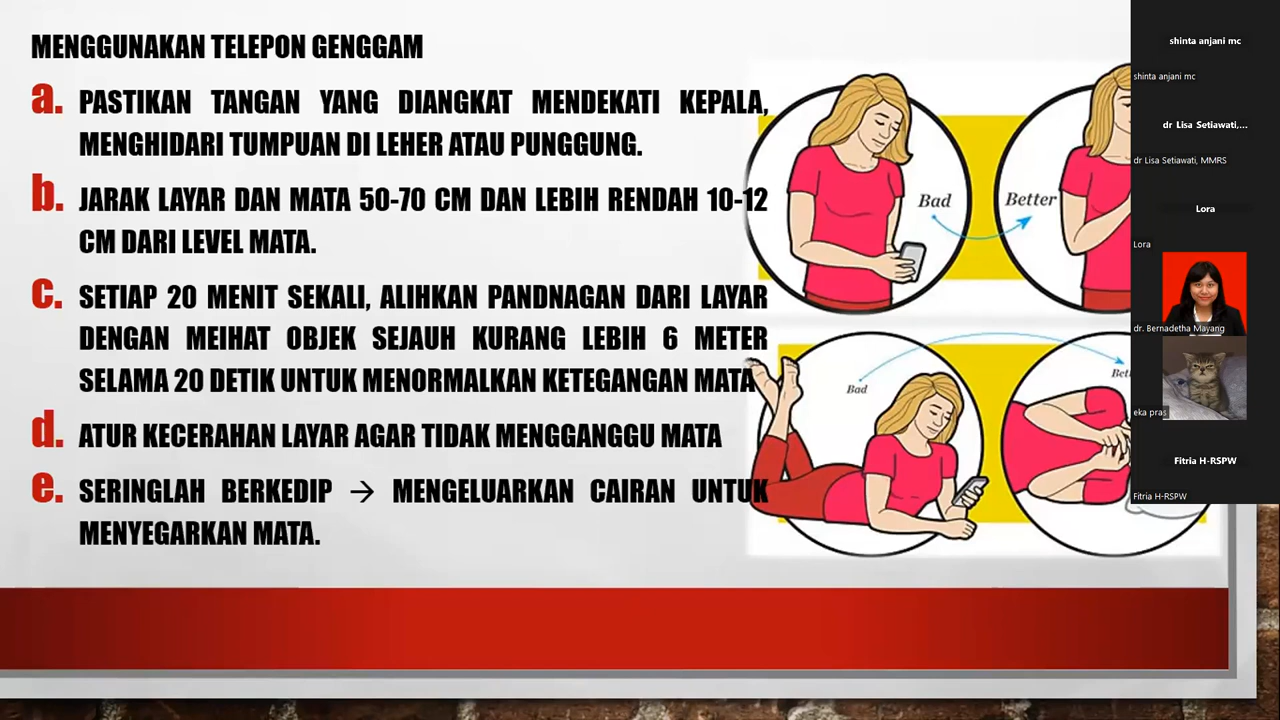 MENGGUNAKAN TELEPON GENGGAM
a. PASTIKAN TANGAN YANG DIANGKAT MENDEKATI KEPALA,
MENGHIDARI TUMPUAN DI LEHER ATAU PUNGGUNG.
b. JARAK LAYAR DAN MATA 50-70 CM DAN LEBIH RENDAH 10-12
CM DARI LEVEL MATA.
c. SETIAP 20 MENIT SEKALI, ALIHKAN PANDNAGAN DARI LAYAR
DENGAN MEIHAT OBJEK SEJAUH KURANG LEBIH 6 METER
SELAMA 20 DETIK UNTUK MENORMALKAN KETEGANGAN MATA
d. ATUR KECERAHAN LAYAR AGAR TIDAK MENGGANGGU MATA
e. SERINGLAH BERKEDIP → MENGELUARKAN CAIRAN UNTUK
MENYEGARKAN MATA.
Bad
Better
Bad
shinta anjani mc
shinta anjani mc
dr Lisa Setiawati,...
dr Lisa Setiawati, MMRS
Lora
Lora
dr. Bernadetha Mayang
eka pras
Fitria H-RSPW
Fitria H-RSPW